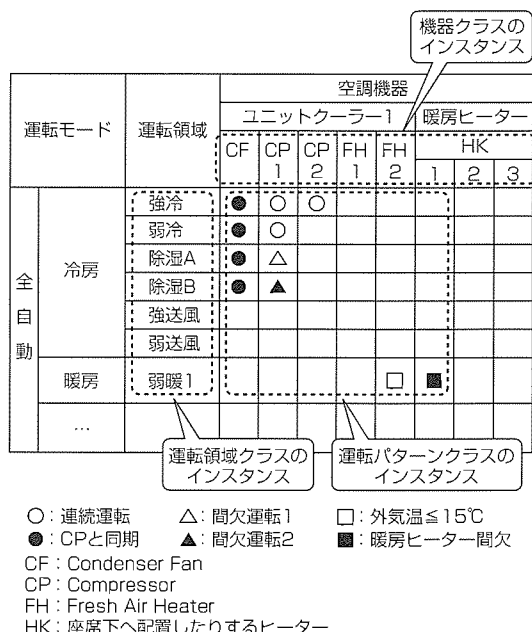 機器クラスの
インスタンス
空調機器
運転モード 運転領域 ユニットクーラー1 暖房ヒーター
CF CP1 CP2 FH1 FH2 HK
1 2 3
全自動 冷房 強冷 ● ○ ○
弱冷 ● ○
除湿A ● △
除湿B ● ▲
強送風
弱送風
暖房 弱暖1 □ ■
…
運転領域クラスの
インスタンス
運転パターンクラスの
インスタンス
○：連続運転 △：間欠運転1 □：外気温≦15℃
●：CPと同期 ▲：間欠運転2 ■：暖房ヒーター間欠
CF：Condenser Fan
CP：Compressor
FH：Fresh Air Heater
HK：座席下へ配置したりするヒーター